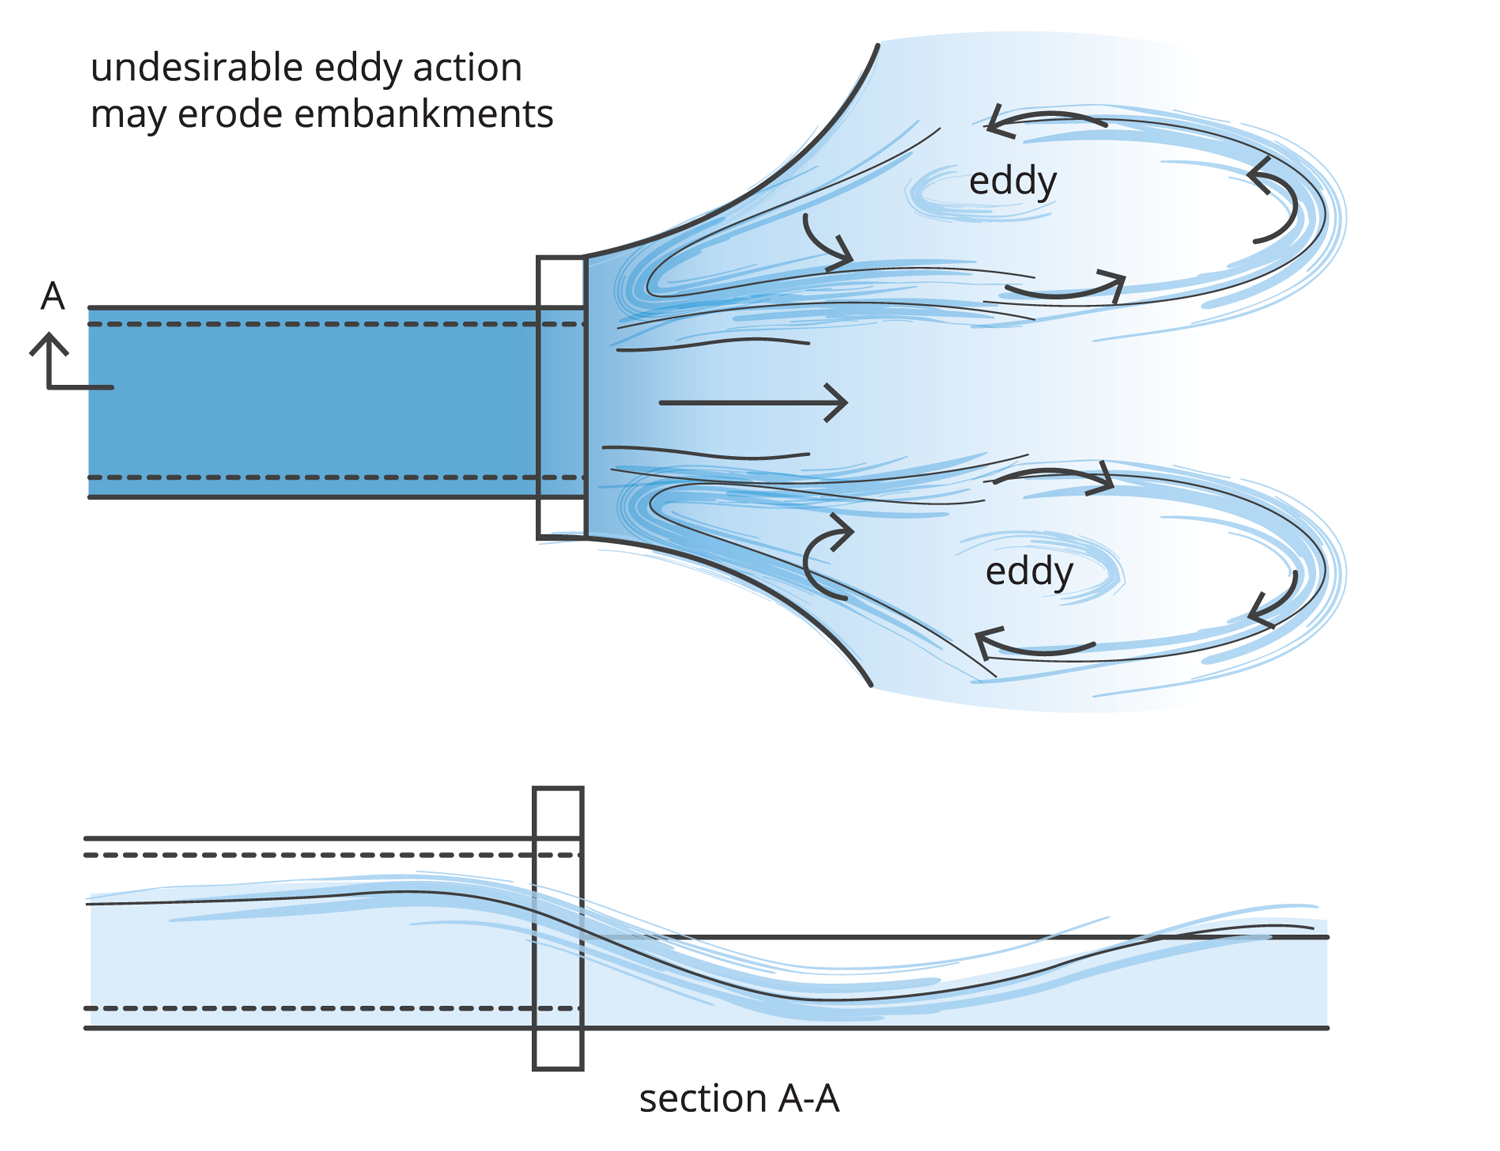 undesirable eddy action
may erode embankments
eddy
A
eddy
section A-A